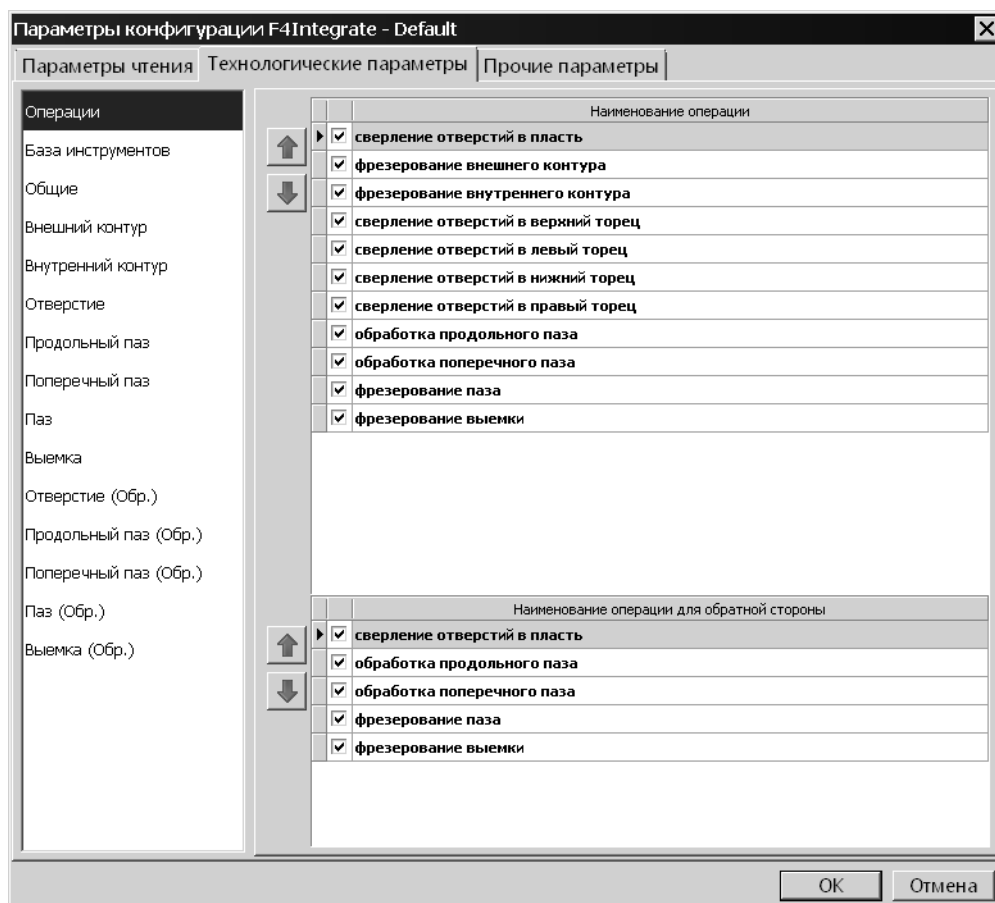 Параметры конфигурации F4Integrate - Default
Параметры чтения
Технологические параметры
Прочие параметры
Операции
База инструментов
Общие
Внешний контур
Внутренний контур
Отверстие
Продольный паз
Поперечный паз
Паз
Выемка
Отверстие (Обр.)
Продольный паз (Обр.)
Поперечный паз (Обр.)
Паз (Обр.)
Выемка (Обр.)
Наименование операции
сверление отверстий в пласть
фрезерование внешнего контура
фрезерование внутреннего контура
сверление отверстий в верхний торец
сверление отверстий в левый торец
сверление отверстий в нижний торец
сверление отверстий в правый торец
обработка продольного паза
обработка поперечного паза
фрезерование паза
фрезерование выемки
Наименование операции для обратной стороны
сверление отверстий в пласть
обработка продольного паза
обработка поперечного паза
фрезерование паза
фрезерование выемки
OK
Отмена